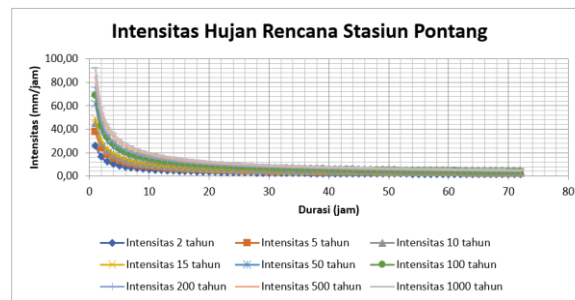 Intensitas Hujan Rencana Stasiun Pontang
Intensitas (mm/jam)
100,00
80,00
60,00
40,00
20,00
0,00
0 10 20 30 40 50 60 70 80
Durasi (jam)
Intensitas 2 tahun Intensitas 5 tahun Intensitas 10 tahun
Intensitas 15 tahun Intensitas 50 tahun Intensitas 100 tahun
Intensitas 200 tahun Intensitas 500 tahun Intensitas 1000 tahun